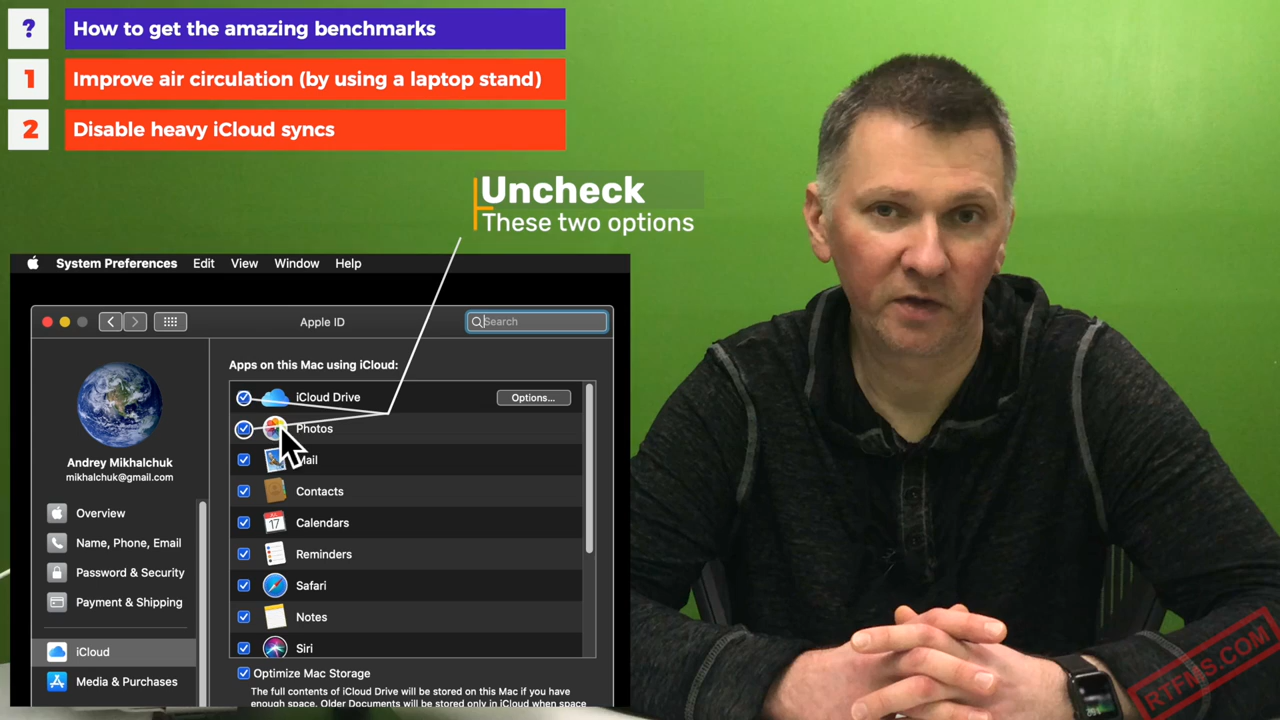 ? How to get the amazing benchmarks
1 Improve air circulation (by using a laptop stand)
2 Disable heavy iCloud syncs
Uncheck
These two options
System Preferences Edit View Window Help
Apple ID
Search
Andrey Mikhalchuk
mikhalchuk@gmail.com
Overview
Name, Phone, Email
Password & Security
Payment & Shipping
iCloud
Media & Purchases
Apps on this Mac using iCloud:
iCloud Drive Options...
Photos
Mail
Contacts
JUL
17
Calendars
Reminders
Safari
Notes
Siri
Optimize Mac Storage
The full contents of iCloud Drive will be stored on this Mac if you have
enough space. Older Documents will be stored only in iCloud when space
RTFMS.COM